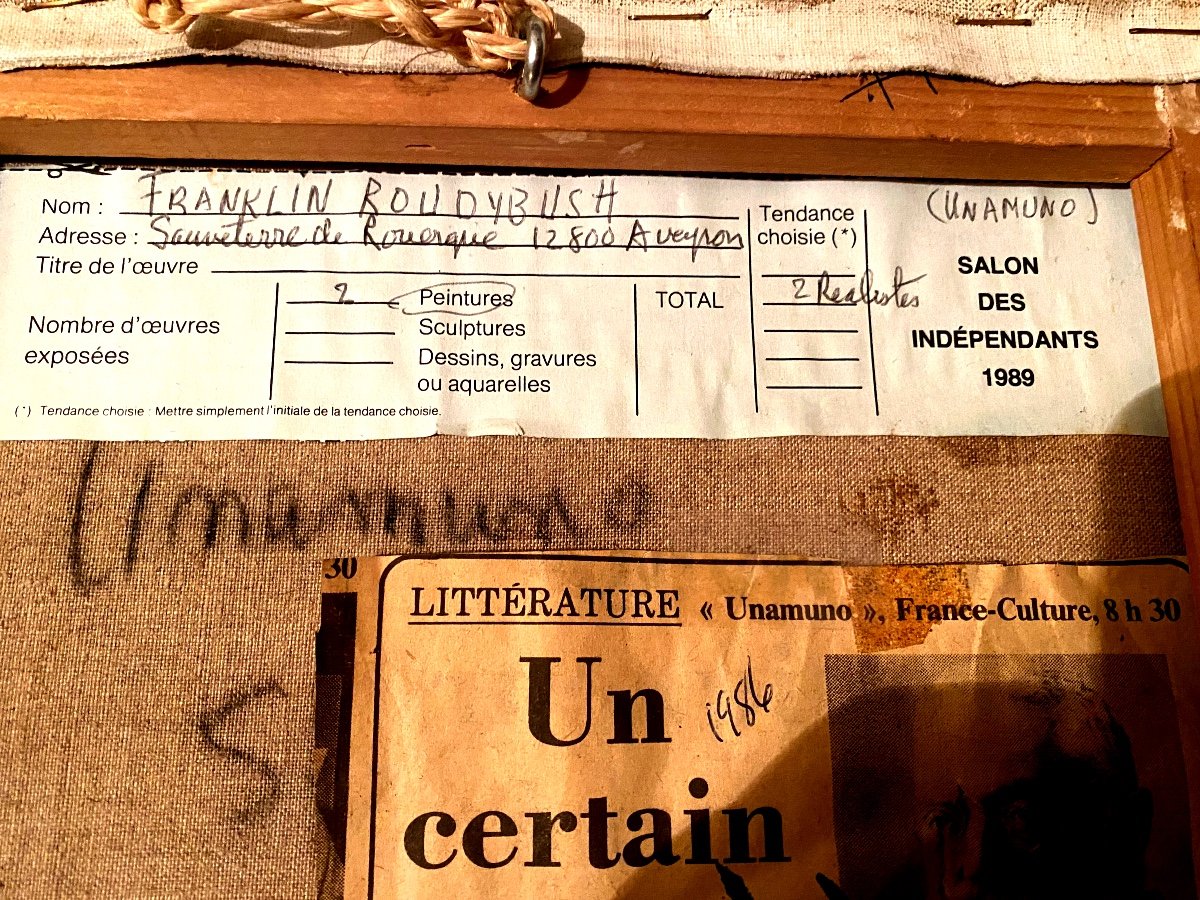 Nom : FRANKLIN ROUDYBUSH
Adresse : Sauveterre de Rouergue 12800 Aveyron
Titre de l'œuvre
Nombre d'œuvres exposées
2 Peintures
Sculptures
Dessins, gravures
ou aquarelles
TOTAL
Tendance
choisie (*)
2 Realistes
(UNAMUNO)
SALON
DES
INDÉPENDANTS
1989
(*) Tendance choisie : Mettre simplement l'initiale de la tendance choisie.
Unamuno
30
LITTÉRATURE « Unamuno », France-Culture, 8 h 30
Un
1986
certain